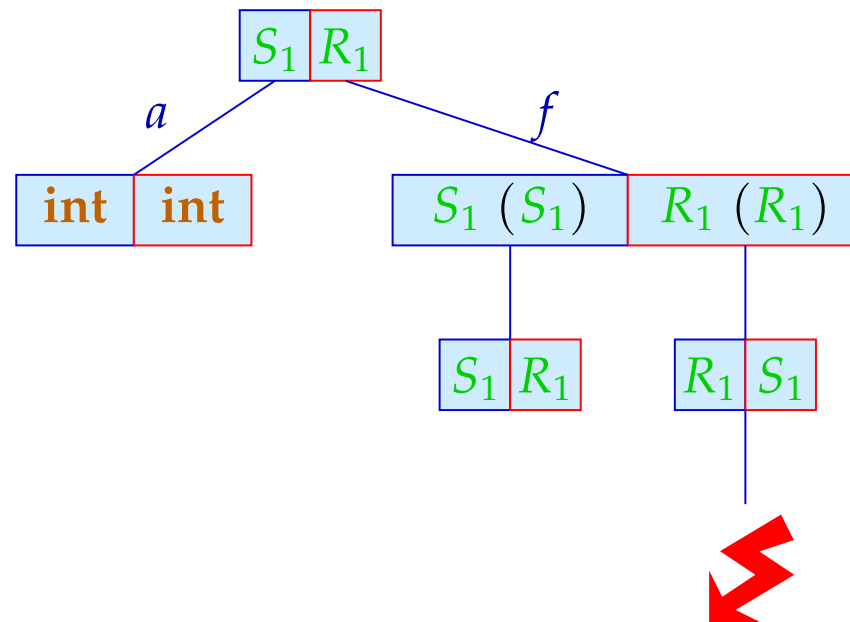 S₁ R₁
a f
int int S₁ (S₁) R₁ (R₁)
S₁ R₁ R₁ S₁